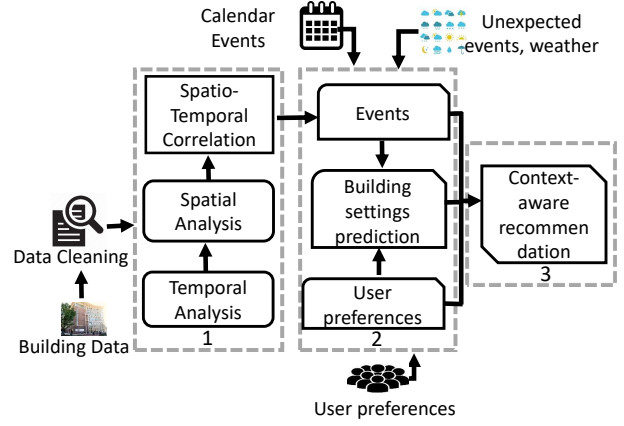 Calendar
Events
Unexpected
events, weather
Spatio-
Temporal
Correlation
Spatial
Analysis
Temporal
Analysis
1
Data Cleaning
Building Data
Events
Building
settings
prediction
User
preferences
2
User preferences
Context-
aware
recommen
dation
3